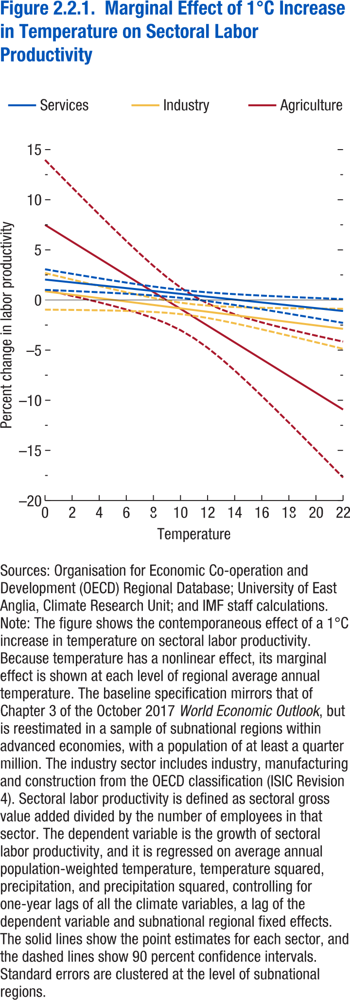 Figure 2.2.1.  Marginal Effect of 1°C Increase
in Temperature on Sectoral Labor
Productivity
Services
Industry
Agriculture
Percent change in labor productivity
15
10
5
0
–5
–10
–15
–20
0 2 4 6 8 10 12 14 16 18 20 22
Temperature
Sources: Organisation for Economic Co-operation and
Development (OECD) Regional Database; University of East
Anglia, Climate Research Unit; and IMF staff calculations.
Note: The figure shows the contemporaneous effect of a 1°C
increase in temperature on sectoral labor productivity.
Because temperature has a nonlinear effect, its marginal
effect is shown at each level of regional average annual
temperature. The baseline specification mirrors that of
Chapter 3 of the October 2017 World Economic Outlook, but
is reestimated in a sample of subnational regions within
advanced economies, with a population of at least a quarter
million. The industry sector includes industry, manufacturing
and construction from the OECD classification (ISIC Revision
4). Sectoral labor productivity is defined as sectoral gross
value added divided by the number of employees in that
sector. The dependent variable is the growth of sectoral
labor productivity, and it is regressed on average annual
population-weighted temperature, temperature squared,
precipitation, and precipitation squared, controlling for
one-year lags of all the climate variables, a lag of the
dependent variable and subnational regional fixed effects.
The solid lines show the point estimates for each sector, and
the dashed lines show 90 percent confidence intervals.
Standard errors are clustered at the level of subnational
regions.